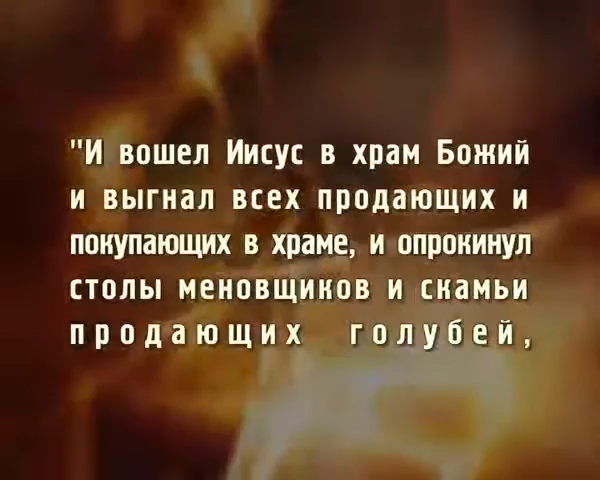 "И вошел Иисус в храм Божий
и выгнал всех продающих и
покупающих в храме, и опрокинул
столы меновщиков и скамьи
продающих голубей,